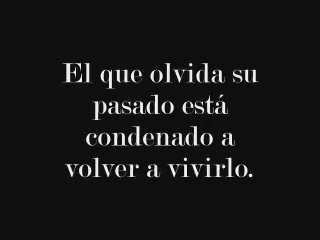 El que olvida su
pasado está
condenado a
volver a vivirlo.